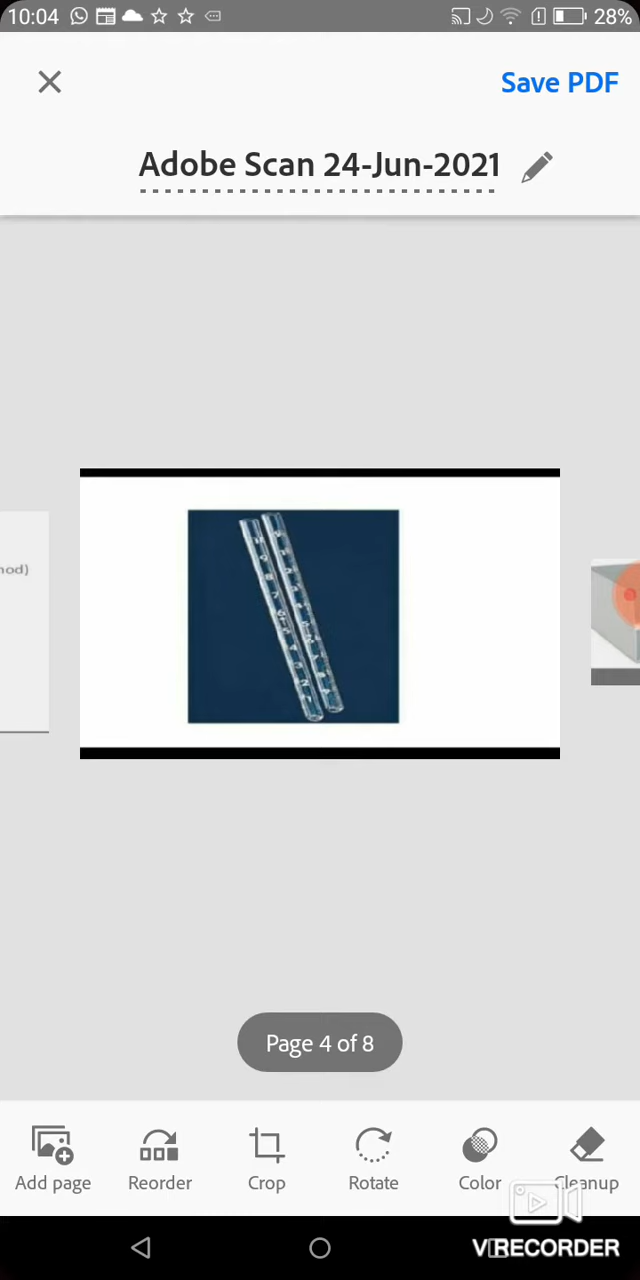 10:04
28%
Save PDF
Adobe Scan 24-Jun-2021
nod)
Page 4 of 8
Add page Reorder Crop Rotate Color Cleanup
VRECORDER